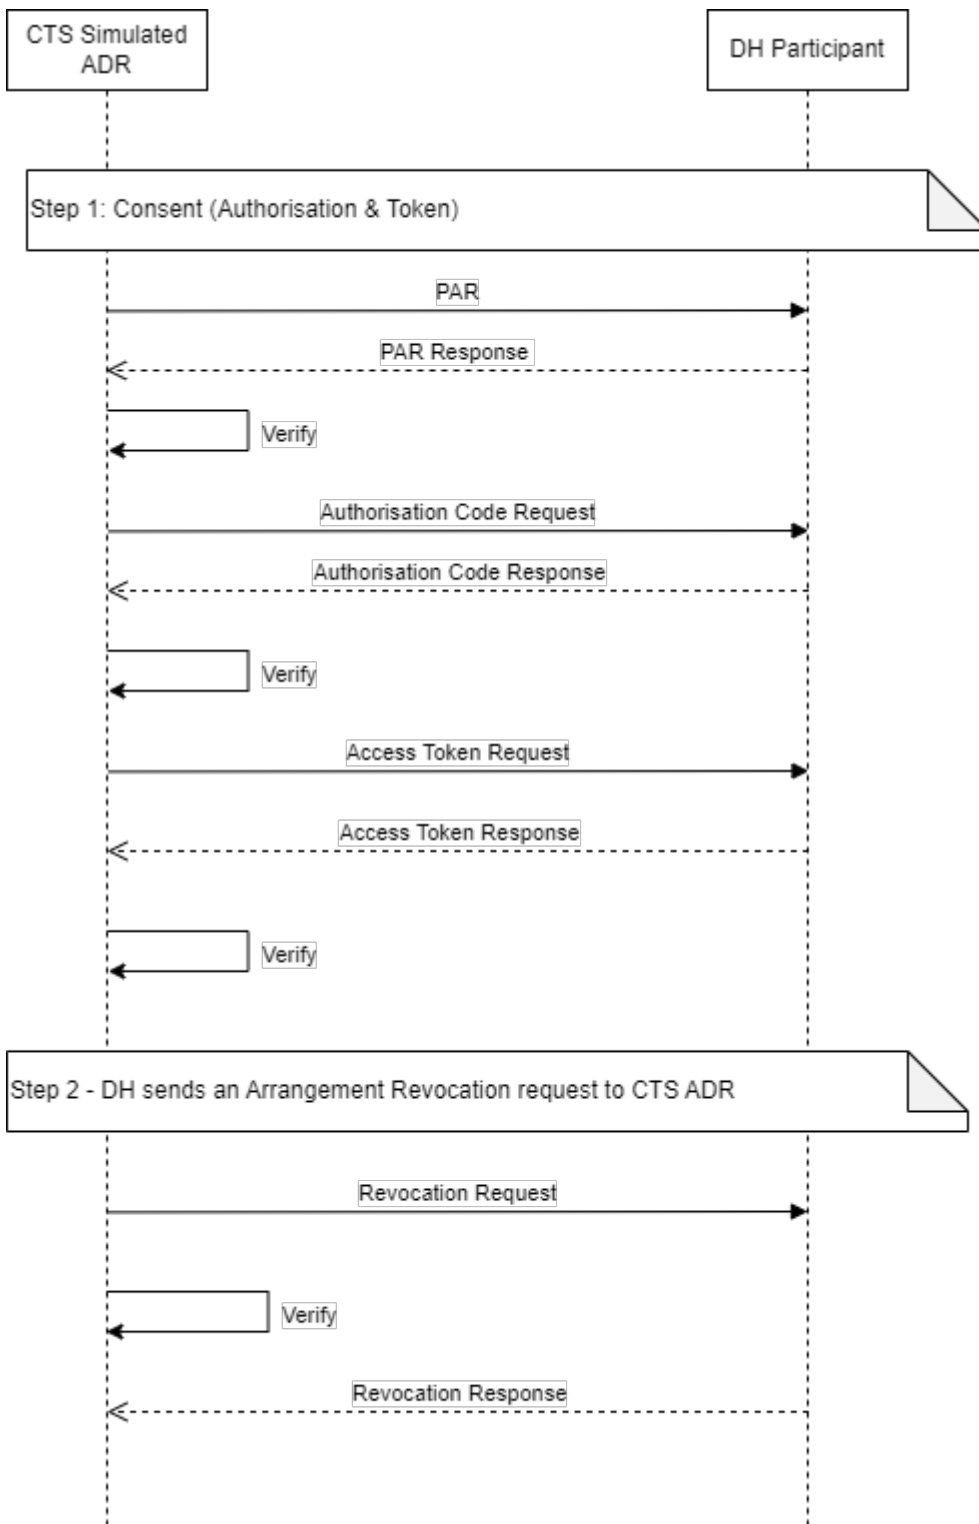 CTS Simulated
ADR
DH Participant
Step 1: Consent (Authorisation & Token)
PAR
PAR Response
Verify
Authorisation Code Request
Authorisation Code Response
Verify
Access Token Request
Access Token Response
Verify
Step 2 - DH sends an Arrangement Revocation request to CTS ADR
Revocation Request
Verify
Revocation Response